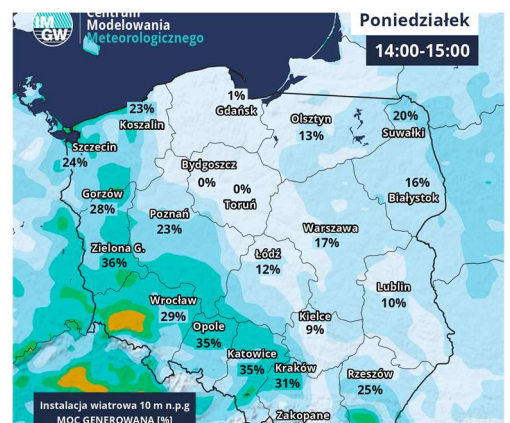 Centrum
Modelowania
Meteorologicznego
IM
GW
Poniedziałek
14:00-15:00
1%
Gdańsk
23%
Koszalin
Olsztyn
13%
20%
Suwałki
Szczecin
24%
Bydgoszcz
0%
0%
Toruń
16%
Białystok
Gorzów
28%
Poznań
23%
Warszawa
17%
Zielona G.
36%
Łódź
12%
Lublin
10%
Wrocław
29%
Opole
35%
Kielce
9%
Katowice
35%
Kraków
31%
Rzeszów
25%
Zakopane
Instalacja wiatrowa 10 m n.p.g
MOC GENEROWANA [%]